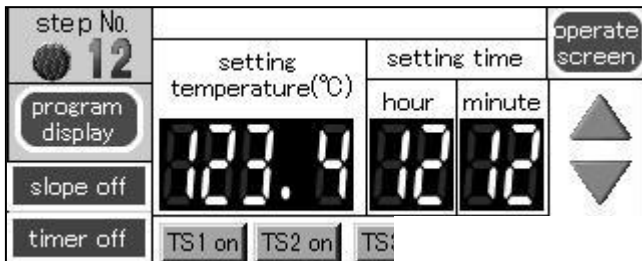 step No.
12
program
display
slope off
timer off
setting
temperature(℃)
123.4
setting time
hour minute
12 12
operate
screen
TS1 on TS2 on